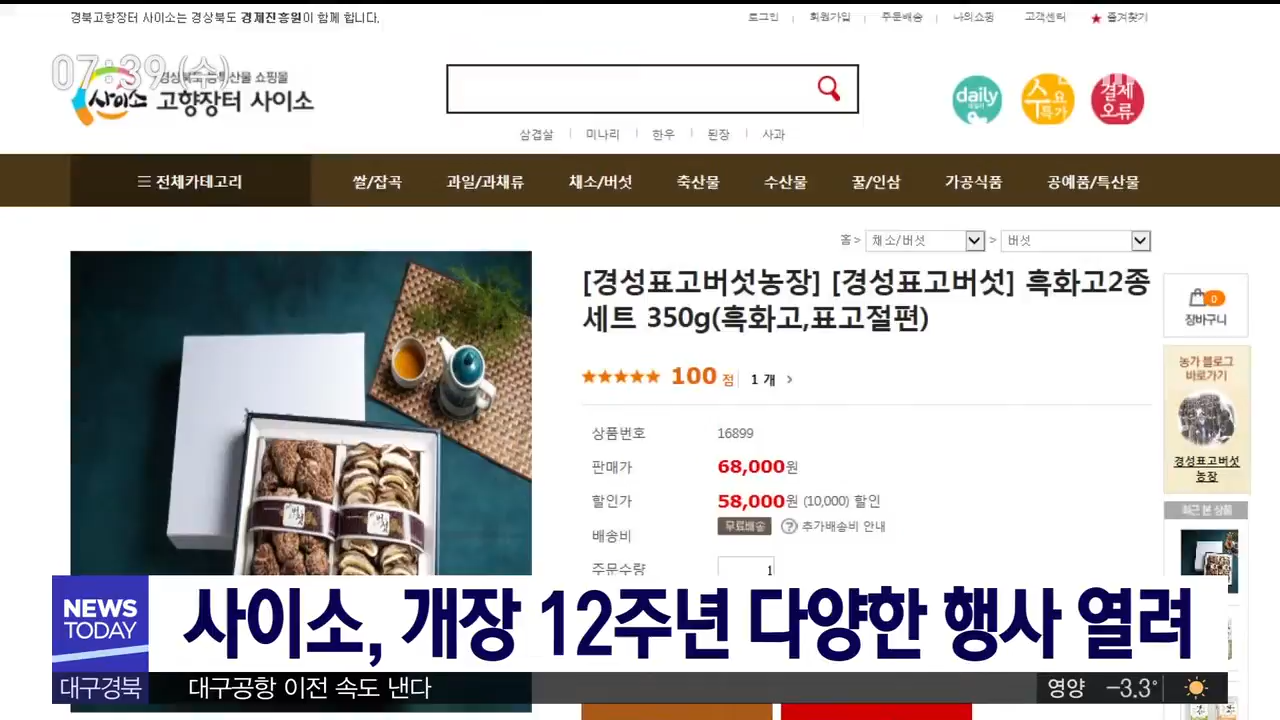 경북고향장터 사이소는 경상북도 경제진흥원이 함께 합니다.
로그인 회원가입 주문배송 나의쇼핑 고객센터 ★ 즐겨찾기
07:39 (수)
경상북도 농특산물 쇼핑몰
사이소 고향장터 사이소
daily
수요특가
결제오류
삼겹살 미나리 한우 된장 사과
전체카테고리 쌀/잡곡 과일/과채류 채소/버섯 축산물 수산물 꿀/인삼 가공식품 공예품/특산물
홈 > 채소/버섯 > 버섯
[경성표고버섯농장] [경성표고버섯] 흑화고2종
세트 350g(흑화고,표고절편)
★★★★★ 100 점 1 개 >
0
장바구니
농가 블로그
바로가기
경성표고버섯
농장
최근 본 상품
상품번호 16899
판매가 68,000원
할인가 58,000원 (10,000) 할인
배송비 무료배송 ? 추가배송비 안내
주문수량 1
NEWS
TODAY
사이소, 개장 12주년 다양한 행사 열려
대구경북 대구공항 이전 속도 낸다 영양 -3.3°